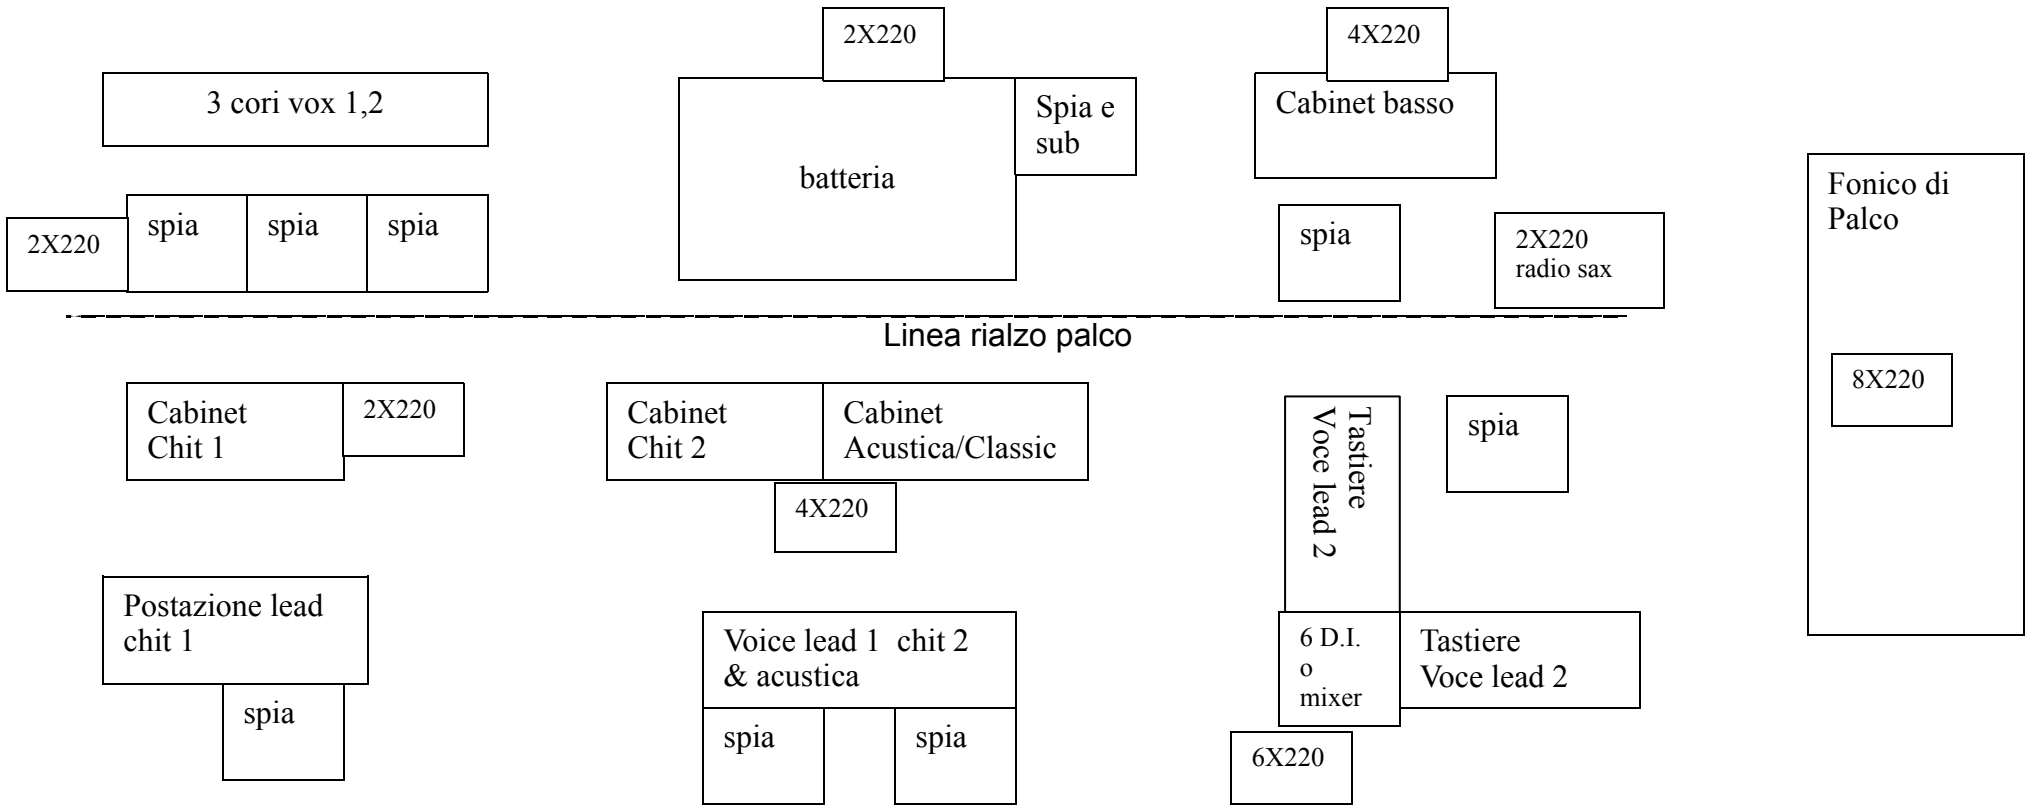 2X220
4X220
3 cori vox 1,2
Spia e
sub
Cabinet basso
batteria
Fonico di
Palco
spia
spia
spia
2X220
spia
2X220
radio sax
Linea rialzo palco
Cabinet
Chit 1
2X220
Cabinet
Chit 2
Cabinet
Acustica/Classic
4X220
Tastiere
Voce lead 2
spia
8X220
Postazione lead
chit 1
spia
Voice lead 1  chit 2
& acustica
spia
spia
6 D.I.
o
mixer
Tastiere
Voce lead 2
6X220